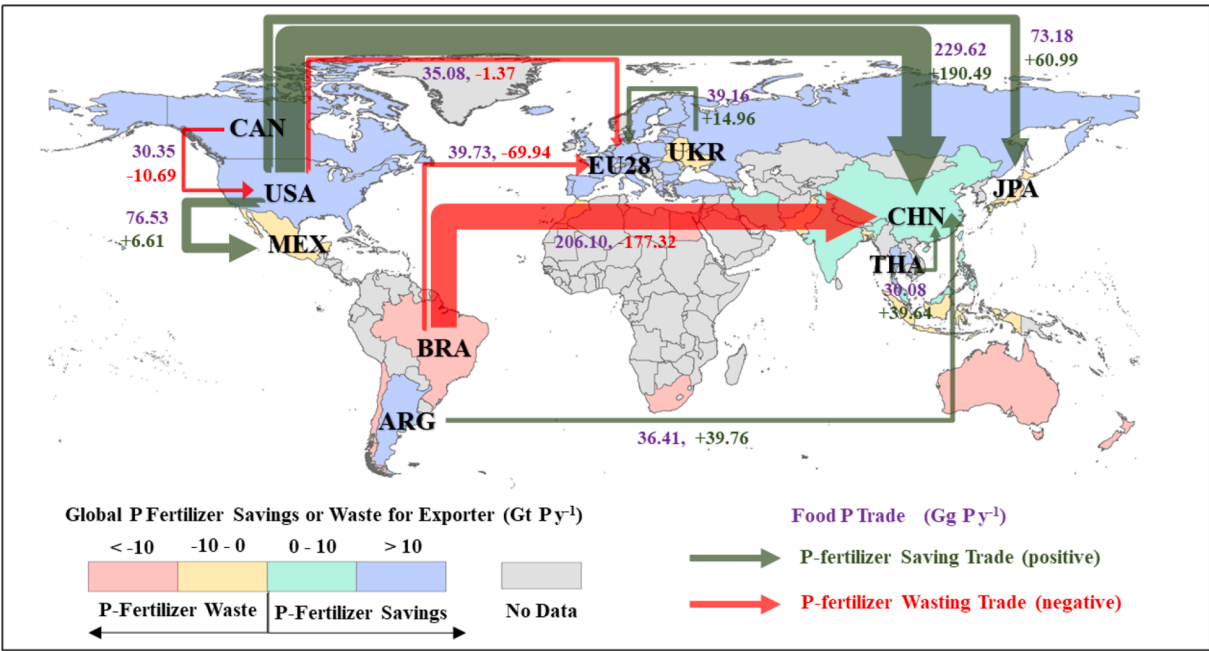 73.18
+60.99
229.62
+190.49
35.08, -1.37
39.16
+14.96
CAN
30.35
-10.69
39.73, -69.94
EU28
UKR
USA
JPA
CHN
76.53
+6.61
MEX
206.10, -177.32
THA
30.08
+39.64
BRA
ARG
36.41, +39.76
Global P Fertilizer Savings or Waste for Exporter (Gt P y-1)
< -10 -10 - 0 0 - 10 > 10
P-Fertilizer Waste P-Fertilizer Savings
No Data
Food P Trade (Gg P y-1)
P-fertilizer Saving Trade (positive)
P-fertilizer Wasting Trade (negative)